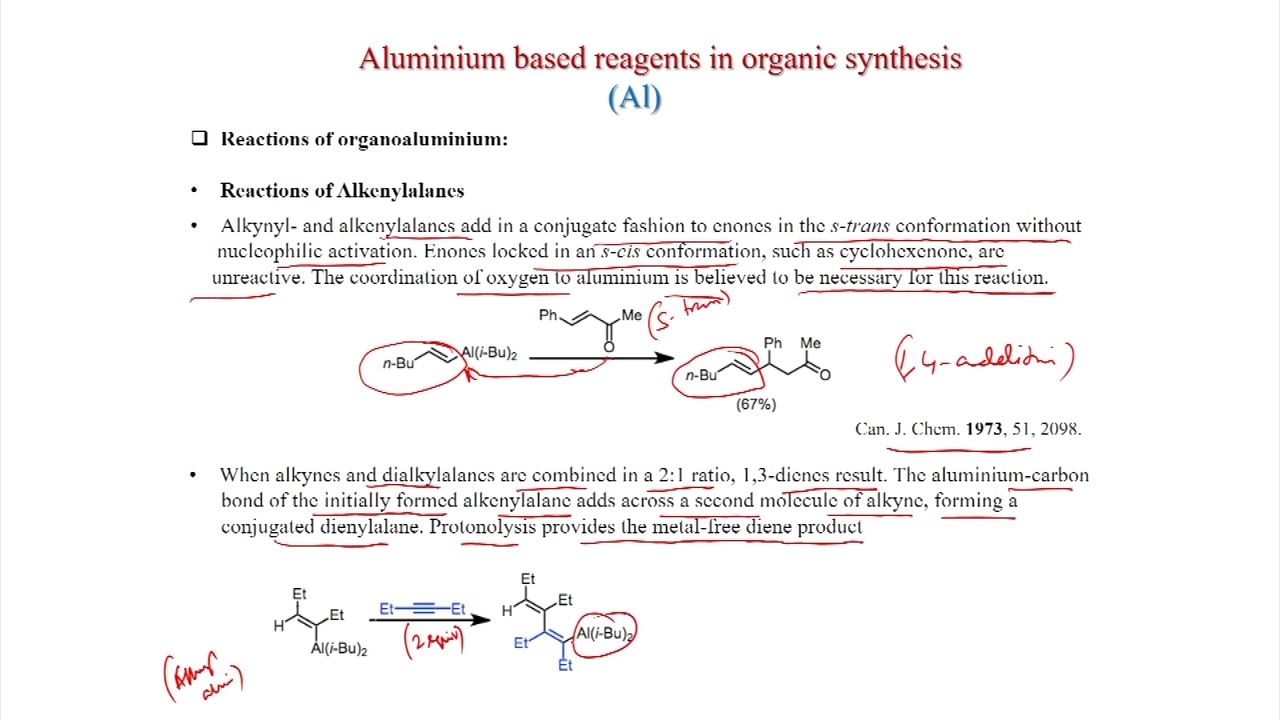 Aluminium based reagents in organic synthesis
(Al)
❑ Reactions of organoaluminium:
• Reactions of Alkenylalanes
• Alkynyl- and alkenylalanes add in a conjugate fashion to enones in the s-trans conformation without
nucleophilic activation. Enones locked in an s-cis conformation, such as cyclohexenone, are
unreactive. The coordination of oxygen to aluminium is believed to be necessary for this reaction.
Ph Me
O
(S-trans)
n-Bu Al(i-Bu)2
Ph Me
n-Bu O
(67%)
(1,4-addition)
Can. J. Chem. 1973, 51, 2098.
• When alkynes and dialkylalanes are combined in a 2:1 ratio, 1,3-dienes result. The aluminium-carbon
bond of the initially formed alkenylalane adds across a second molecule of alkyne, forming a
conjugated dienylalane. Protonolysis provides the metal-free diene product
Et
H Et
Al(i-Bu)2
Et Et
(2 equiv)
Et
H Et
Et Al(i-Bu)2
Et